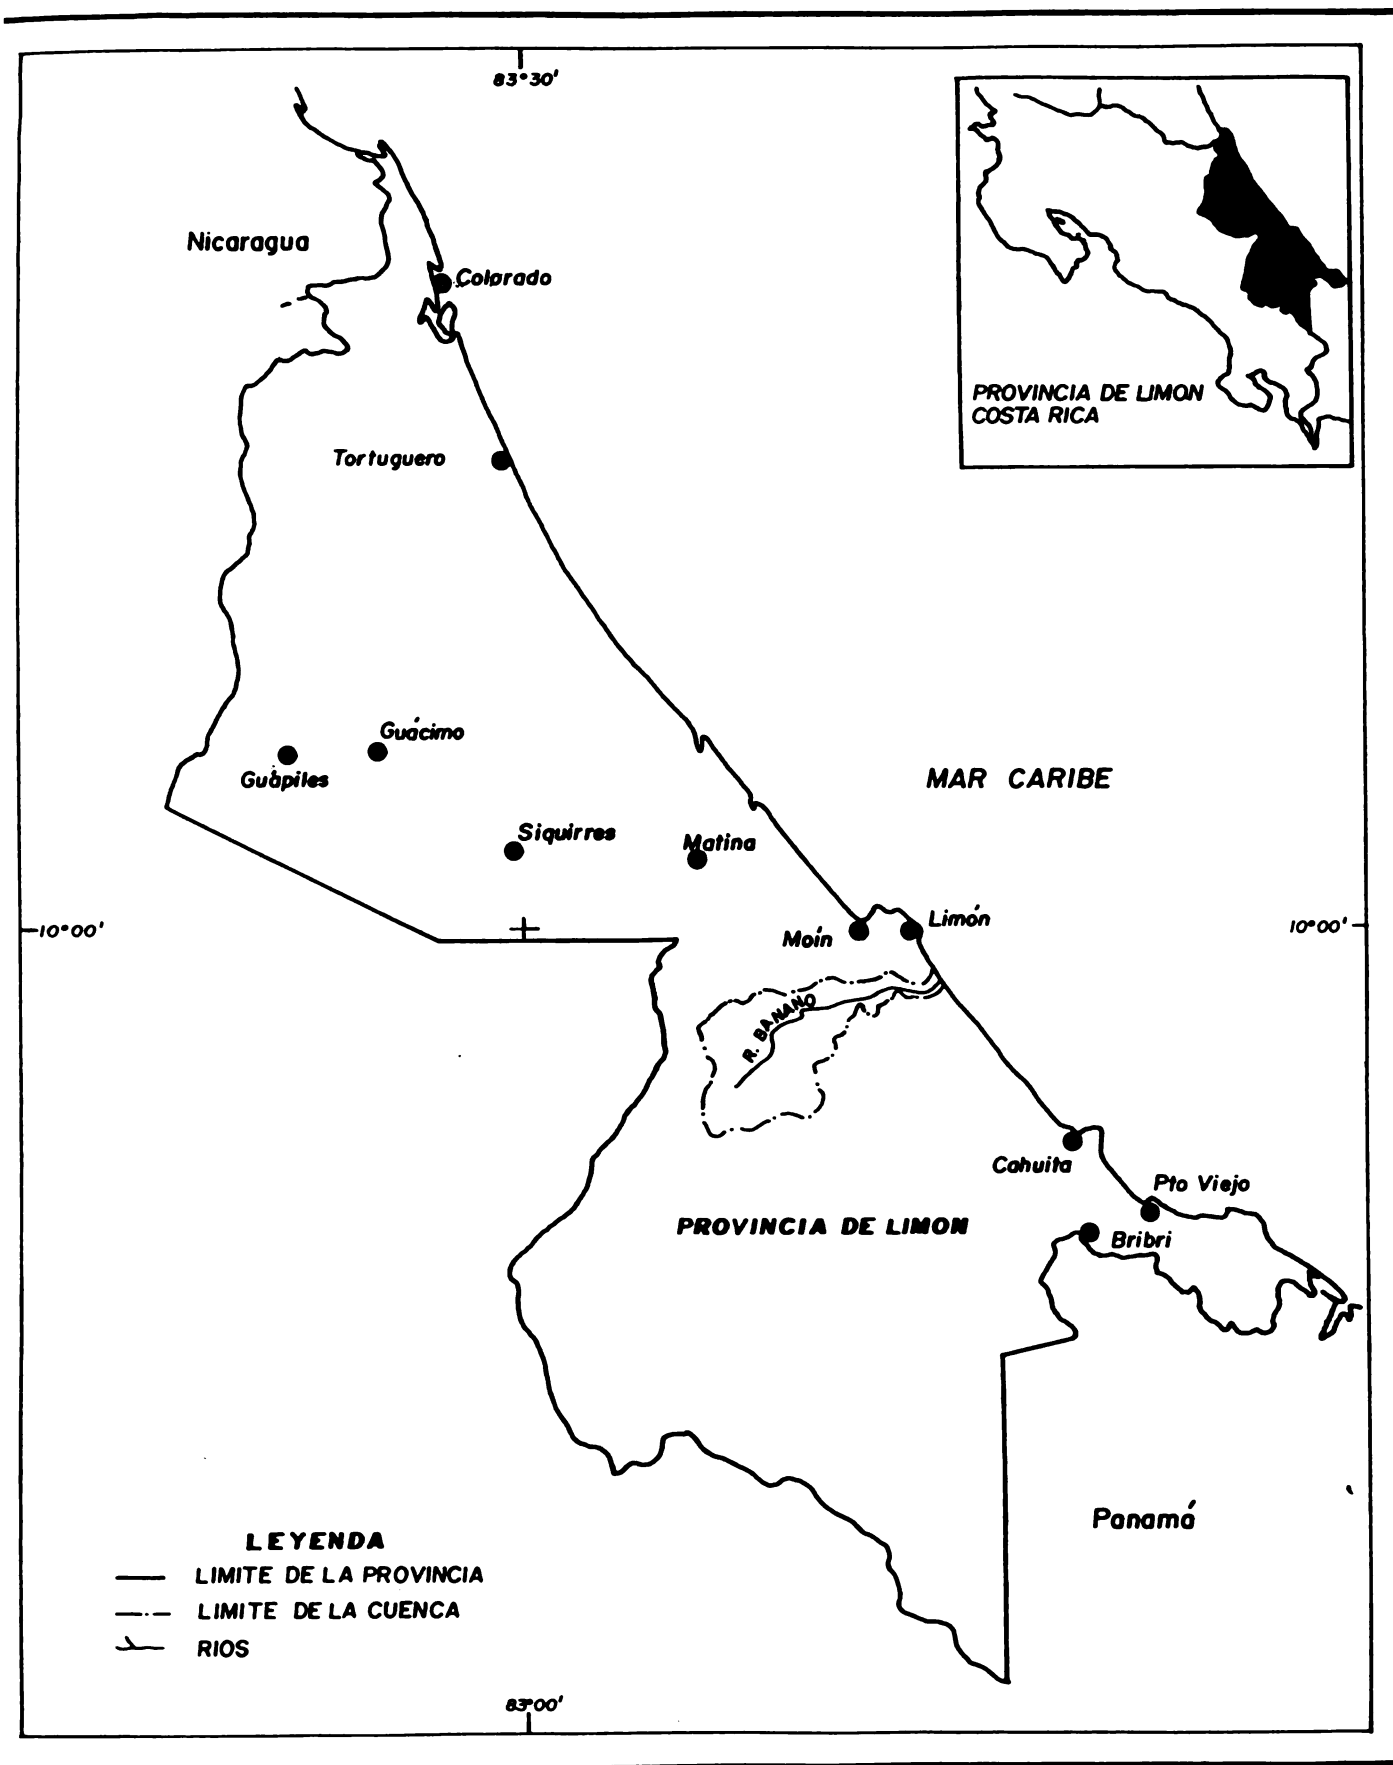 83°30'
Nicaragua
Colorado
PROVINCIA DE LIMON
COSTA RICA
Tortuguero
Guácimo
Guápiles
MAR CARIBE
Siquirres
Matina
Limón
10°00'
Moín
10°00'
R. BANANO
Cahuita
Pto Viejo
PROVINCIA DE LIMON
Bribri
Panamá
LEYENDA
LIMITE DE LA PROVINCIA
LIMITE DE LA CUENCA
RIOS
83°00'